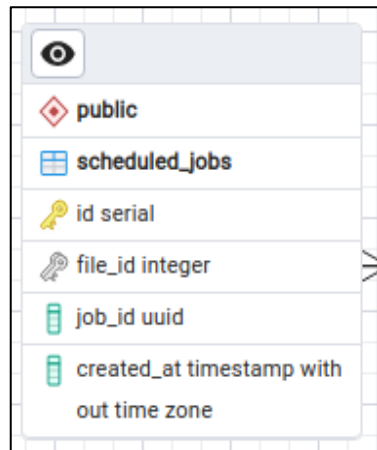 public
scheduled_jobs
id serial
file_id integer
job_id uuid
created_at timestamp with
out time zone